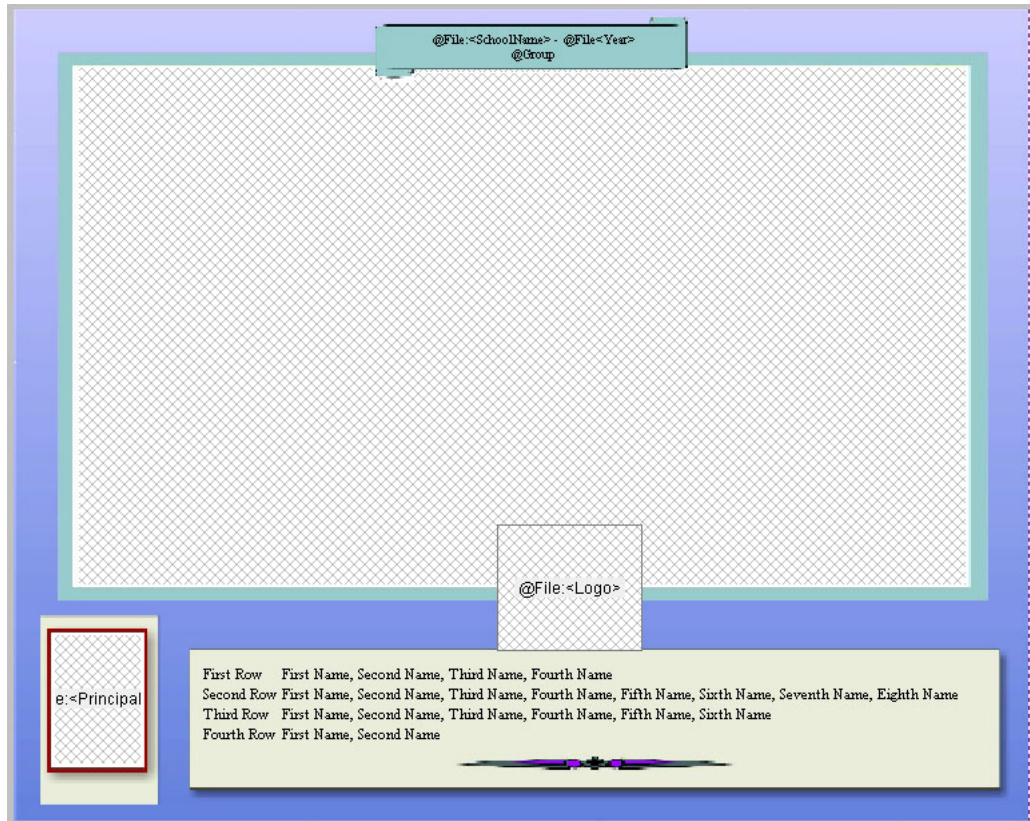 @File:<SchoolName> - @File<Year>
@Group
@File:<Logo>
e:<Principal
First Row First Name, Second Name, Third Name, Fourth Name
Second Row First Name, Second Name, Third Name, Fourth Name, Fifth Name, Sixth Name, Seventh Name, Eighth Name
Third Row First Name, Second Name, Third Name, Fourth Name, Fifth Name, Sixth Name
Fourth Row First Name, Second Name